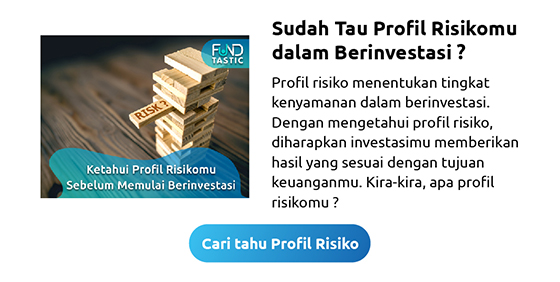 FUND
TASTIC
RISK ?
Ketahui Profil Risikomu
Sebelum Memulai Berinvestasi
Sudah Tau Profil Risikomu
dalam Berinvestasi ?
Profil risiko menentukan tingkat
kenyamanan dalam berinvestasi.
Dengan mengetahui profil risiko,
diharapkan investasimu memberikan
hasil yang sesuai dengan tujuan
keuanganmu. Kira-kira, apa profil
risikomu ?
Cari tahu Profil Risiko